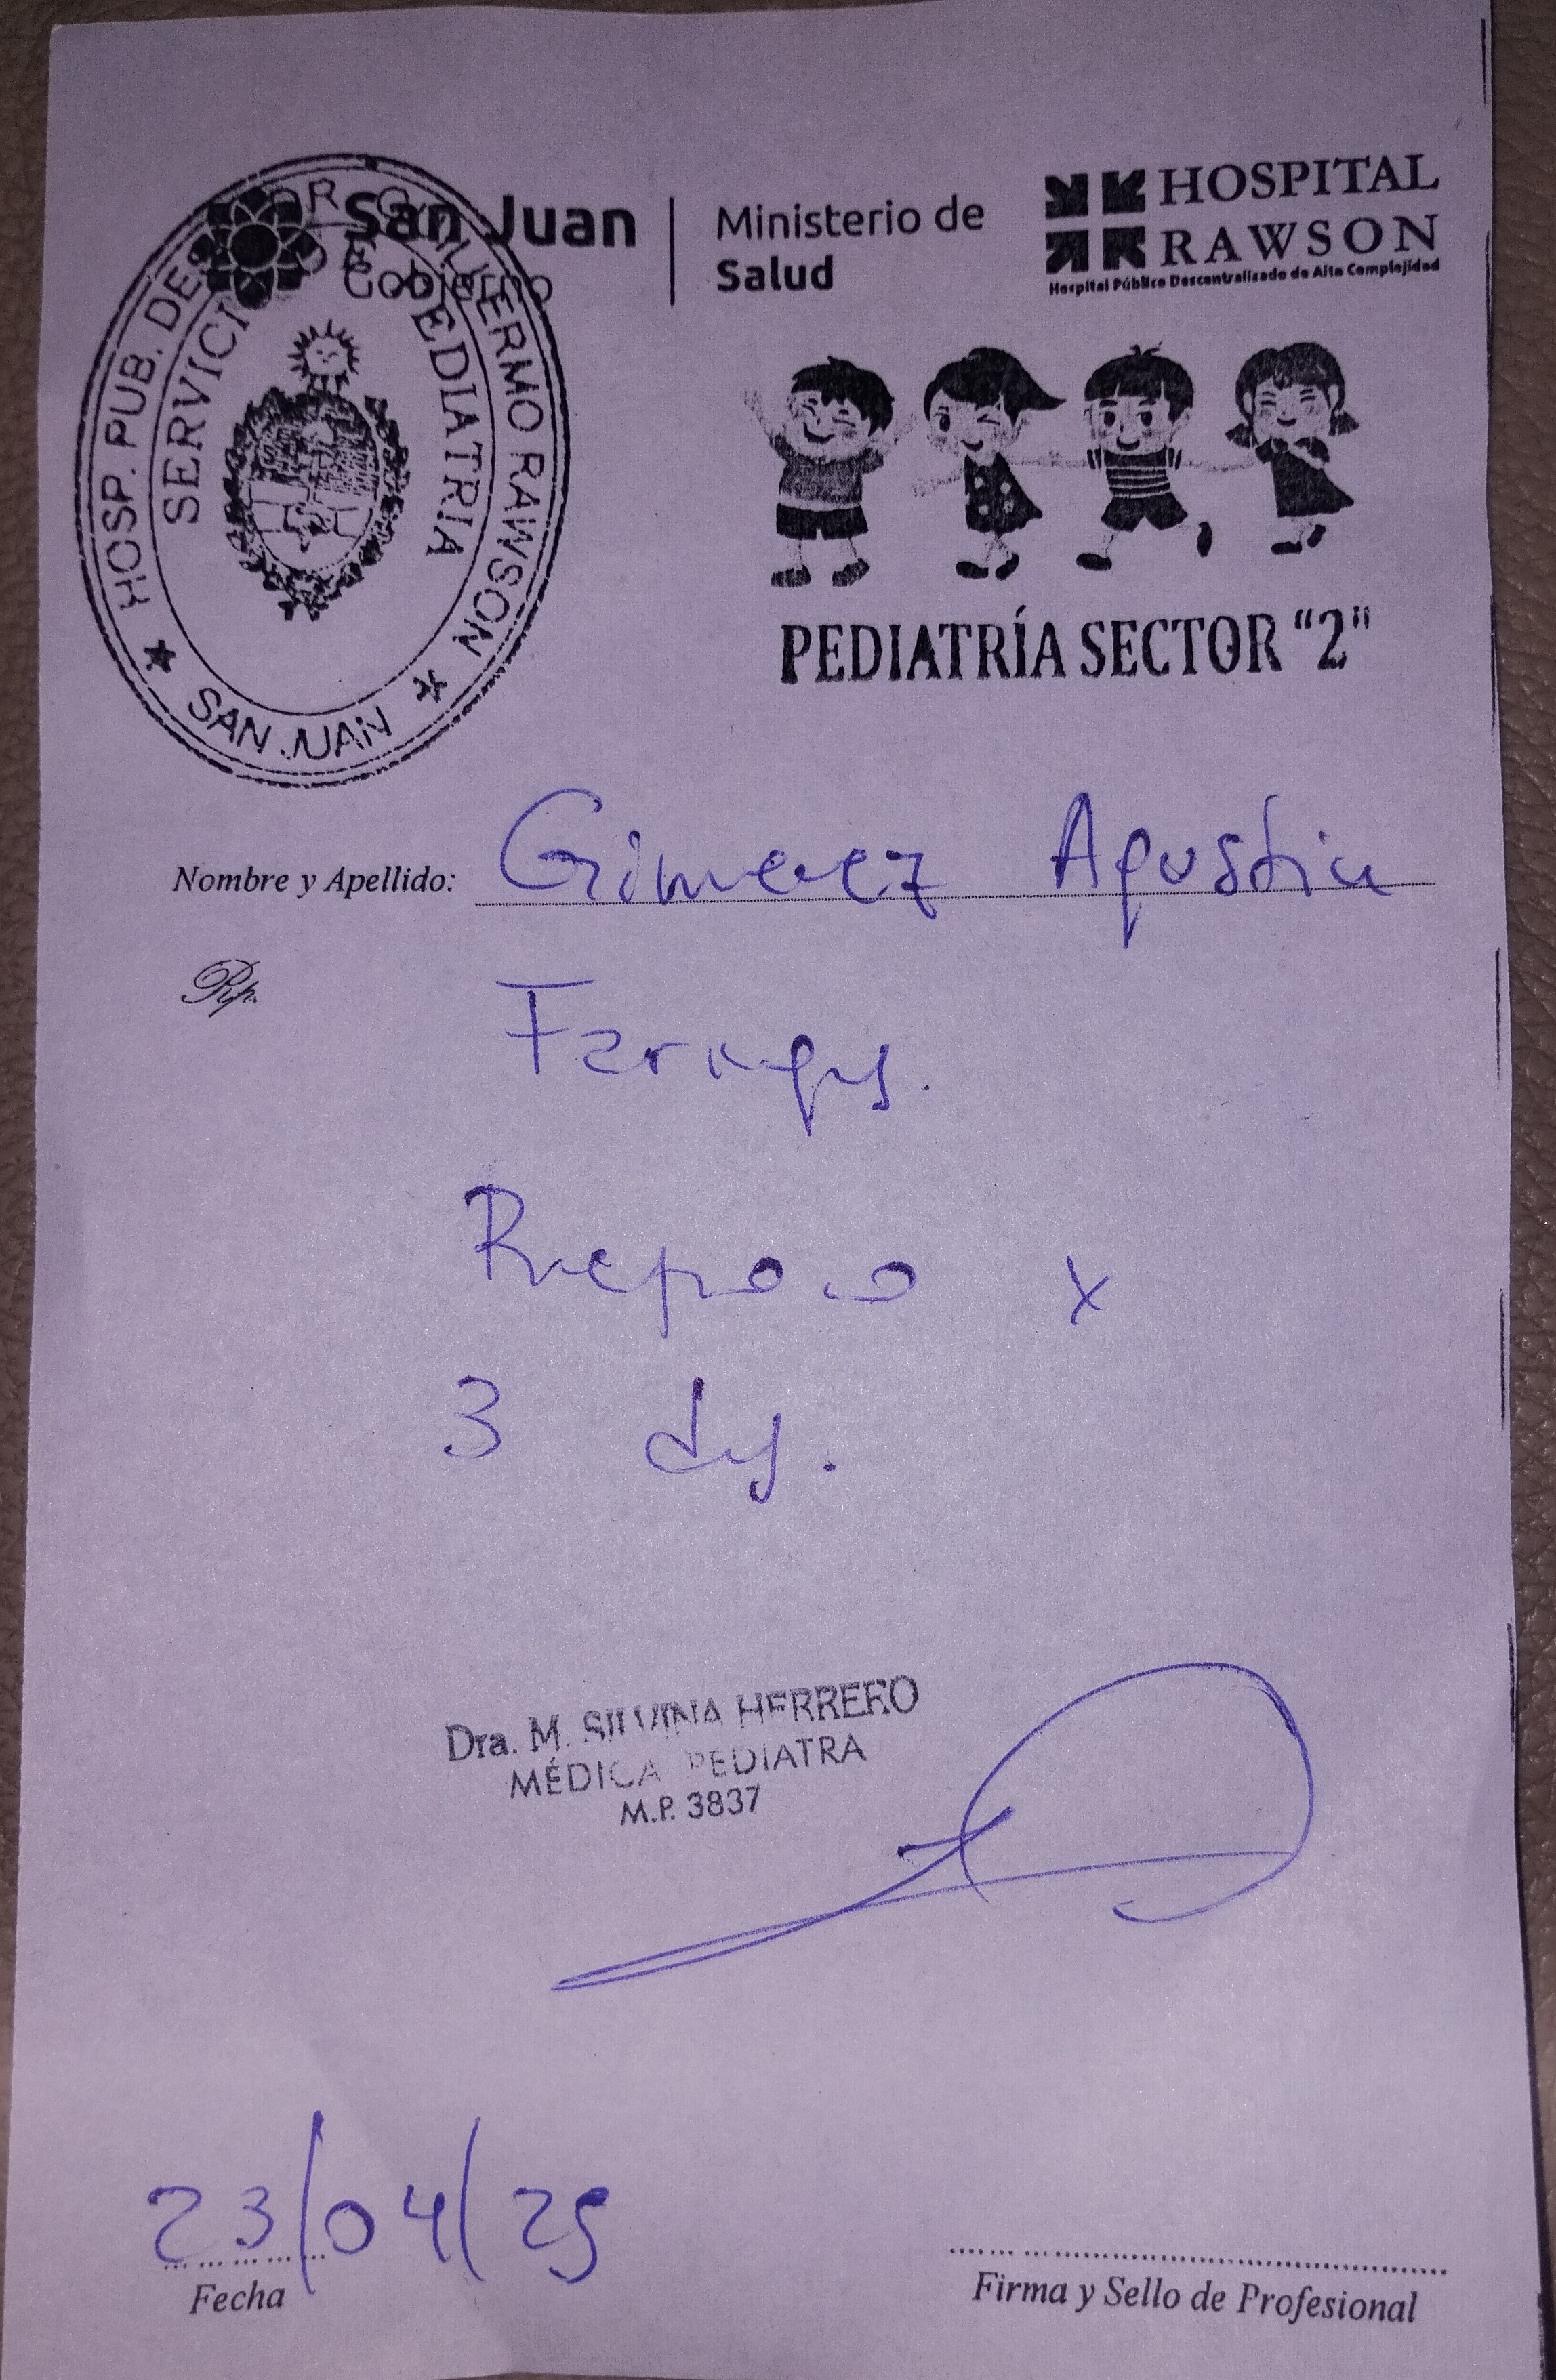 HOSP. PUB. DE DR. GUILLERMO RAWSON
SERVICIO DE PEDIATRIA
SAN JUAN
San Juan
Gobierno
Ministerio de
Salud
HOSPITAL
RAWSON
Hospital Público Descentralizado de Alta Complejidad
PEDIATRÍA SECTOR "2"
Nombre y Apellido: Gimenez Agustin
Rp.
Reposo x
3
Dra. M. SILVINA HERRERO
MÉDICA PEDIATRA
M.P. 3837
23/04/25
Fecha
Firma y Sello de Profesional